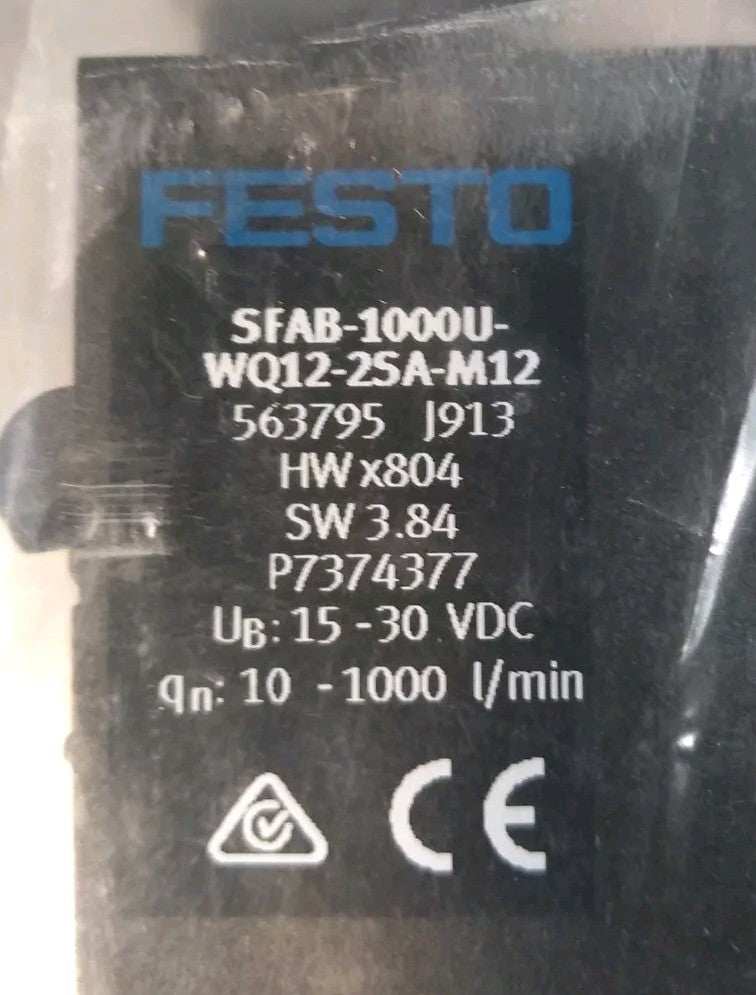 FESTO
SFAB-1000U-
WQ12-2SA-M12
563795 J913
HW x804
SW 3.84
P7374377
UB: 15 -30 VDC
qn: 10 -1000 l/min
CE